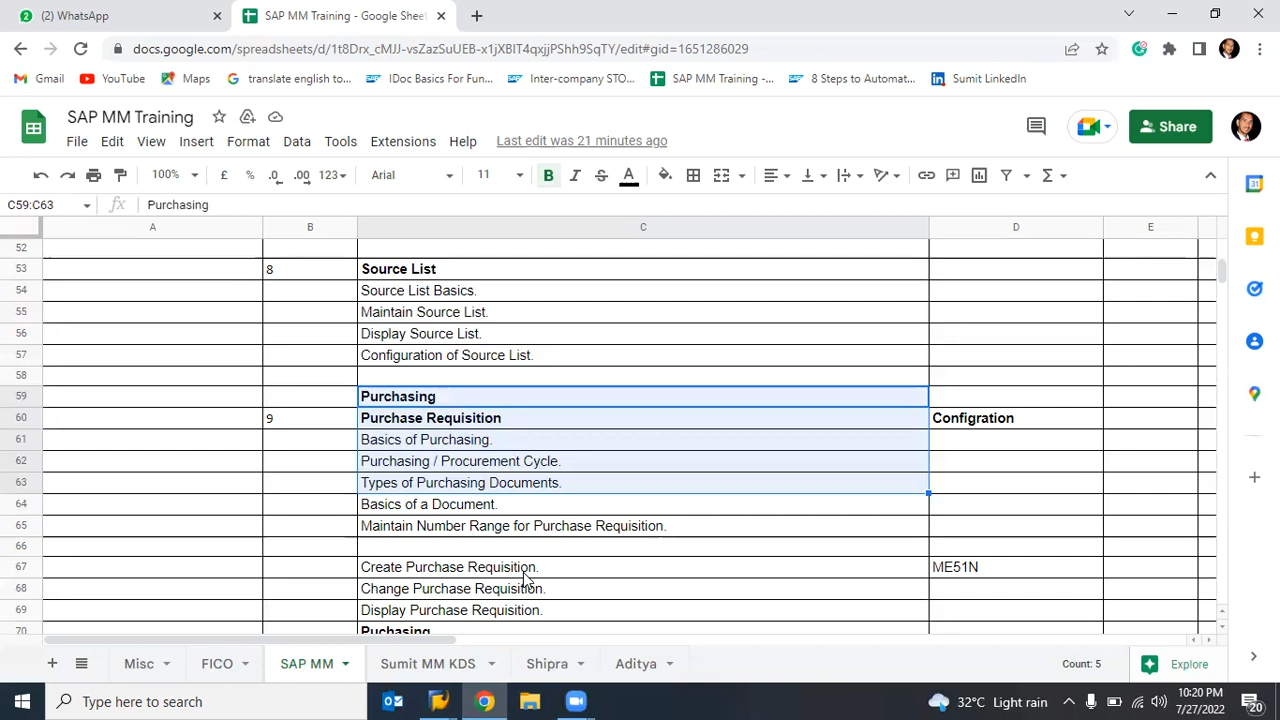 (2) WhatsApp
SAP MM Training - Google Sheet
docs.google.com/spreadsheets/d/1t8Drx_cMJJ-vsZazSuUEB-x1jXBIT4qxjjPShh9SqTY/edit#gid=1651286029
Gmail YouTube Maps translate english to... IDoc Basics For Fun... Inter-company STO... SAP MM Training -... 8 Steps to Automat... Sumit LinkedIn
SAP MM Training
Share
File Edit View Insert Format Data Tools Extensions Help Last edit was 21 minutes ago
100% £ % .0 .00 123 Arial 11 B I S A
C59:C63 fx Purchasing
A B C D E
52
53 8 Source List
54 Source List Basics.
55 Maintain Source List.
56 Display Source List.
57 Configuration of Source List.
58
59 Purchasing
60 9 Purchase Requisition Configration
61 Basics of Purchasing.
62 Purchasing / Procurement Cycle.
63 Types of Purchasing Documents.
64 Basics of a Document.
65 Maintain Number Range for Purchase Requisition.
66
67 Create Purchase Requisition. ME51N
68 Change Purchase Requisition.
69 Display Purchase Requisition.
70 Puchasing
Misc FICO SAP MM Sumit MM KDS Shipra Aditya Count: 5 Explore
Type here to search 32°C Light rain 10:20 PM
7/27/2022 20